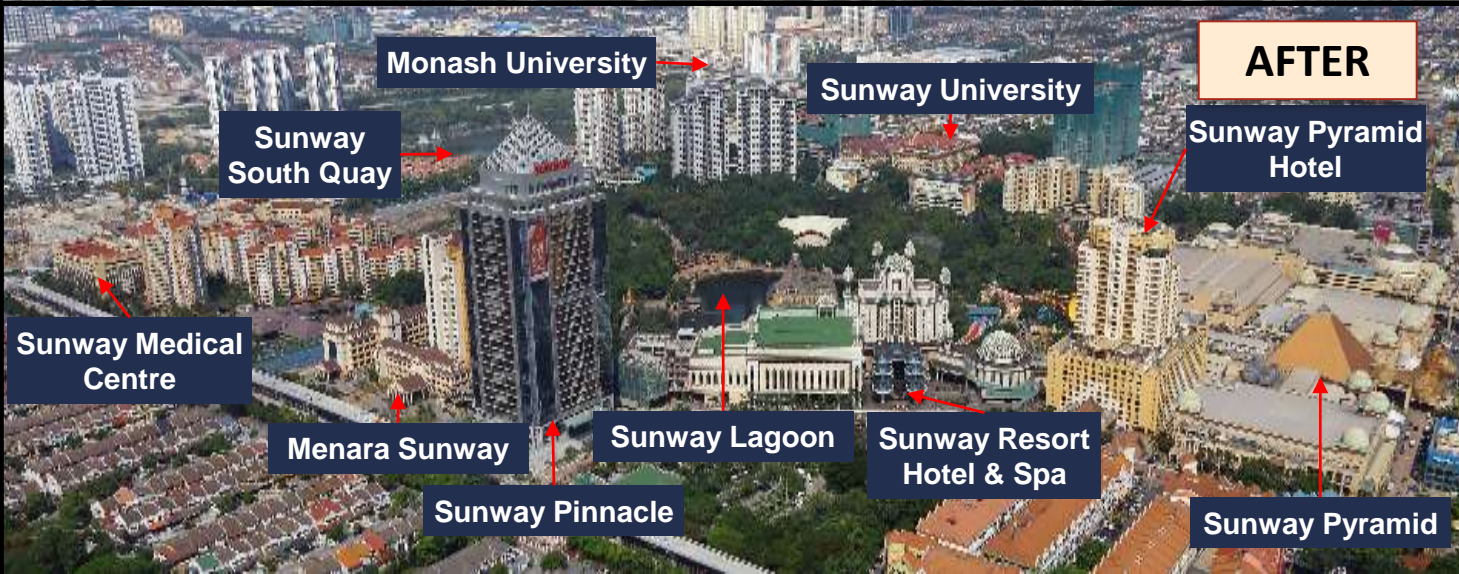 AFTER
Monash University
Sunway University
Sunway Pyramid
Hotel
Sunway
South Quay
Sunway Medical
Centre
Menara Sunway
Sunway Lagoon
Sunway Resort
Hotel & Spa
Sunway Pinnacle
Sunway Pyramid